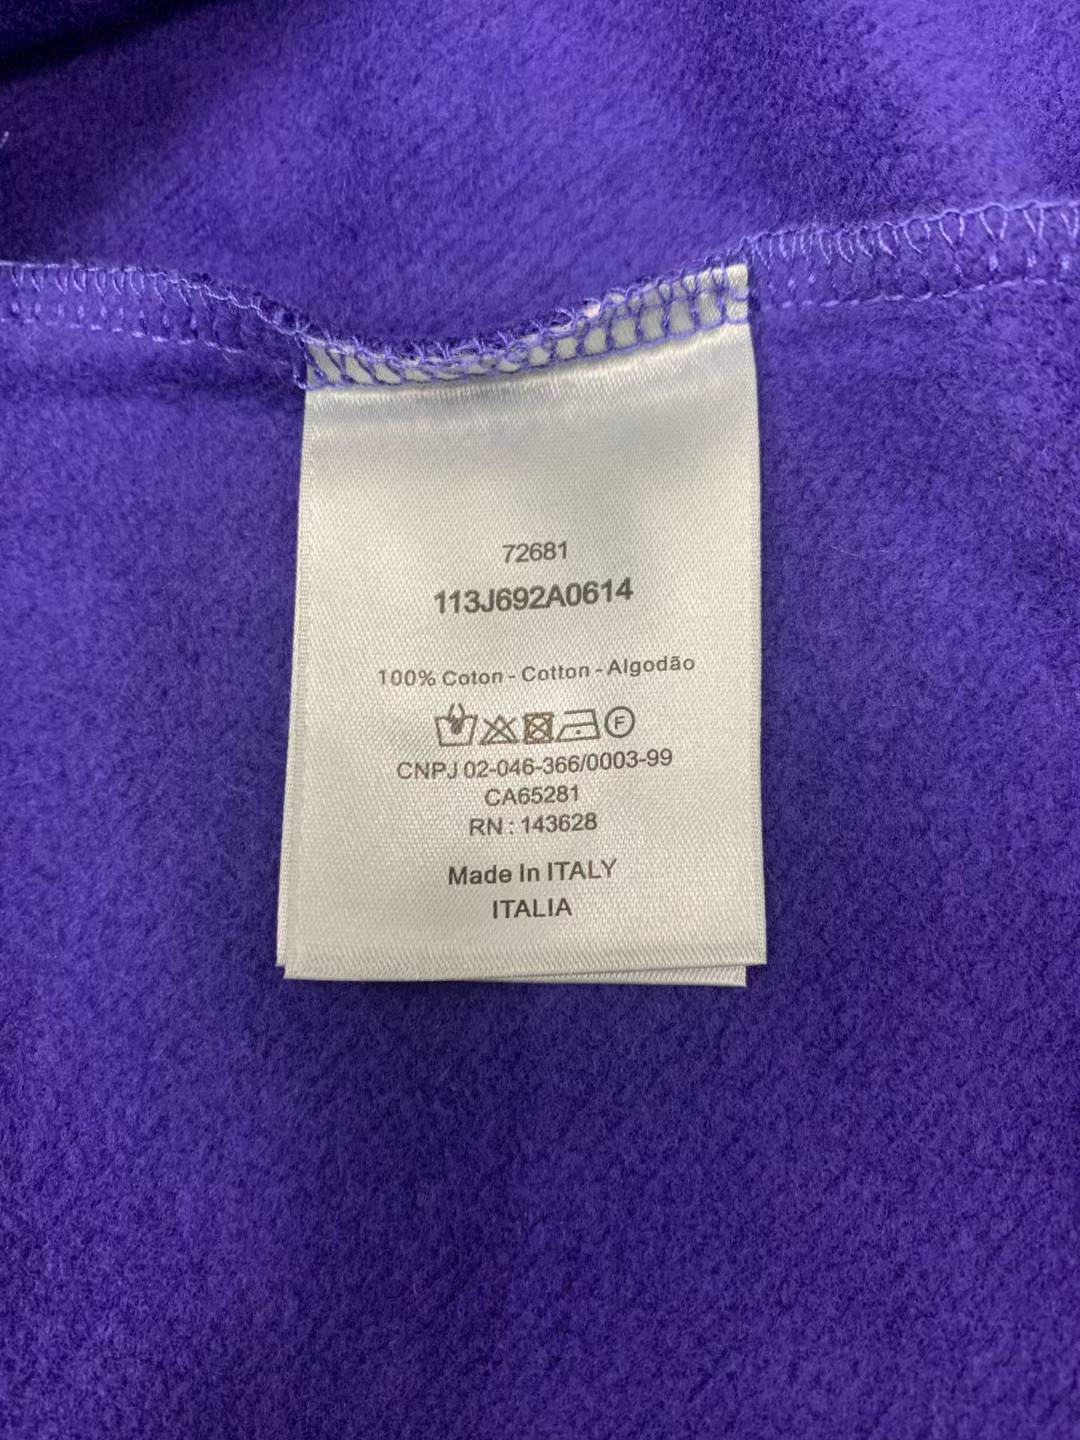 72681
113J692A0614
100% Coton - Cotton - Algodão
F
CNPJ 02-046-366/0003-99
CA65281
RN : 143628
Made In ITALY
ITALIA